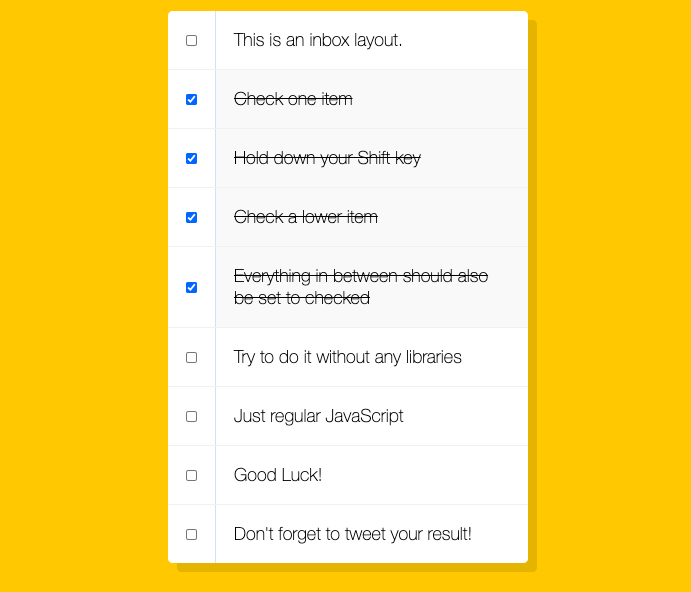 This is an inbox layout.
Check one item
Hold down your Shift key
Check a lower item
Everything in between should also
be set to checked
Try to do it without any libraries
Just regular JavaScript
Good Luck!
Don't forget to tweet your result!